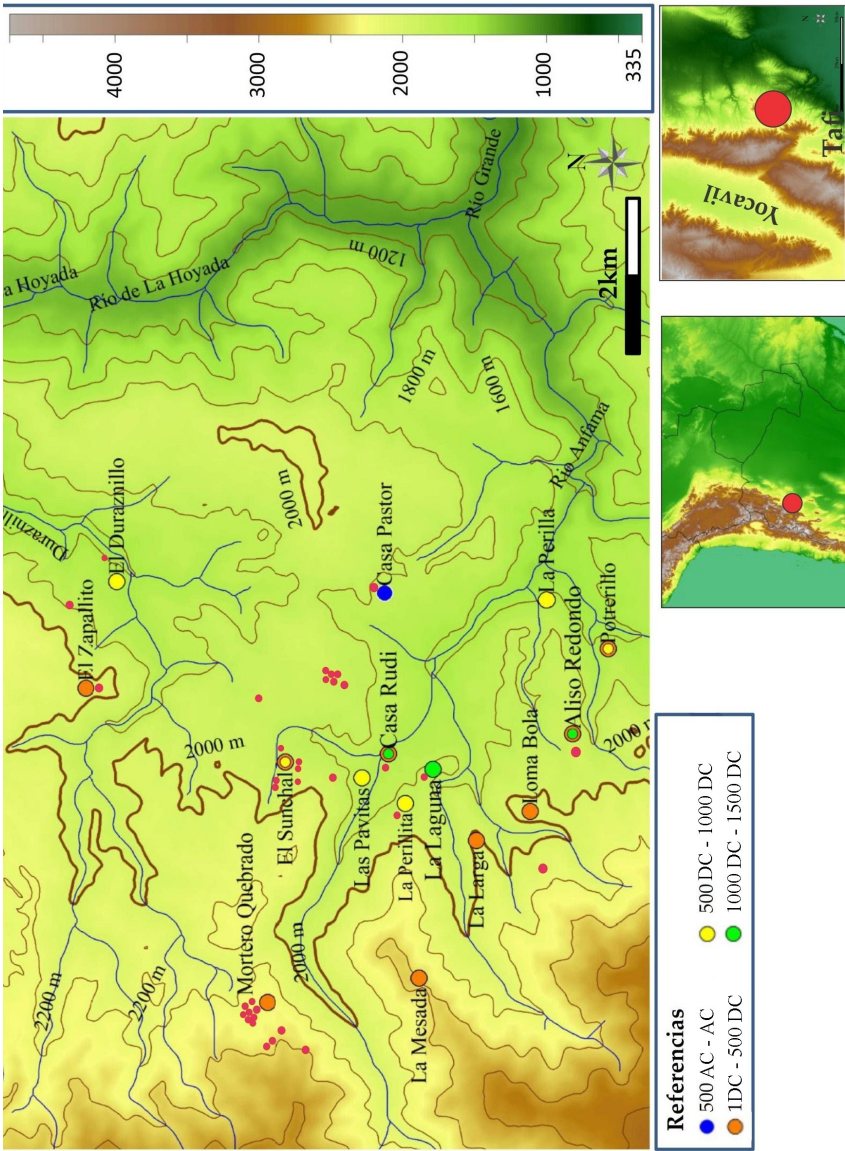 4000
3000
2000
1000
335
a Hoyada
Río de La Hoyada
Río Grande
N
1200 m
2km
1800 m
1600 m
2000 m
Río Anfama
Duraznill
El Duraznillo
El Zapallito
Casa Pastor
La Perilla
Potrerillo
Aliso Redondo
2000 m
Casa Rudi
Loma Bola
2000 m
El Sunchal
Las Pavitas
La Perillita
La Laguna
La Larga
Mortero Quebrado
2000 m
La Mesada
2200 m
2200 m
Referencias
500 AC - AC
500 DC - 1000 DC
1DC - 500 DC
1000 DC - 1500 DC
Yocavil
Tafí
N